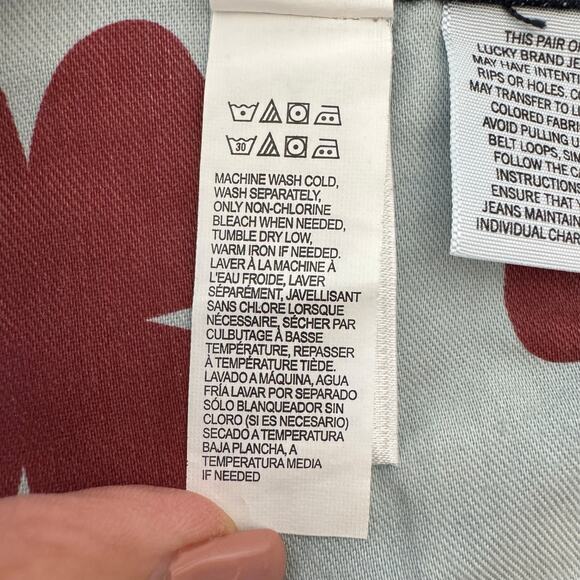 30
MACHINE WASH COLD,
WASH SEPARATELY,
ONLY NON-CHLORINE
BLEACH WHEN NEEDED,
TUMBLE DRY LOW,
WARM IRON IF NEEDED.
LAVER À LA MACHINE À
L'EAU FROIDE, LAVER
SÉPARÉMENT, JAVELLISANT
SANS CHLORE LORSQUE
NÉCESSAIRE, SÉCHER PAR
CULBUTAGE À BASSE
TEMPÉRATURE, REPASSER
À TEMPÉRATURE TIÈDE.
LAVADO A MÁQUINA, AGUA
FRÍA LAVAR POR SEPARADO
SÓLO BLANQUEADOR SIN
CLORO (SI ES NECESARIO)
SECADO A TEMPERATURA
BAJA PLANCHA, A
TEMPERATURA MEDIA
IF NEEDED
THIS PAIR O
LUCKY BRAND JE
MAY HAVE INTENT
RIPS OR HOLES. C
MAY TRANSFER TO L
COLORED FABRI
AVOID PULLING U
BELT LOOPS, SIM
FOLLOW THE CA
INSTRUCTIONS
ENSURE THAT Y
JEANS MAINTAIN
INDIVIDUAL CHAR